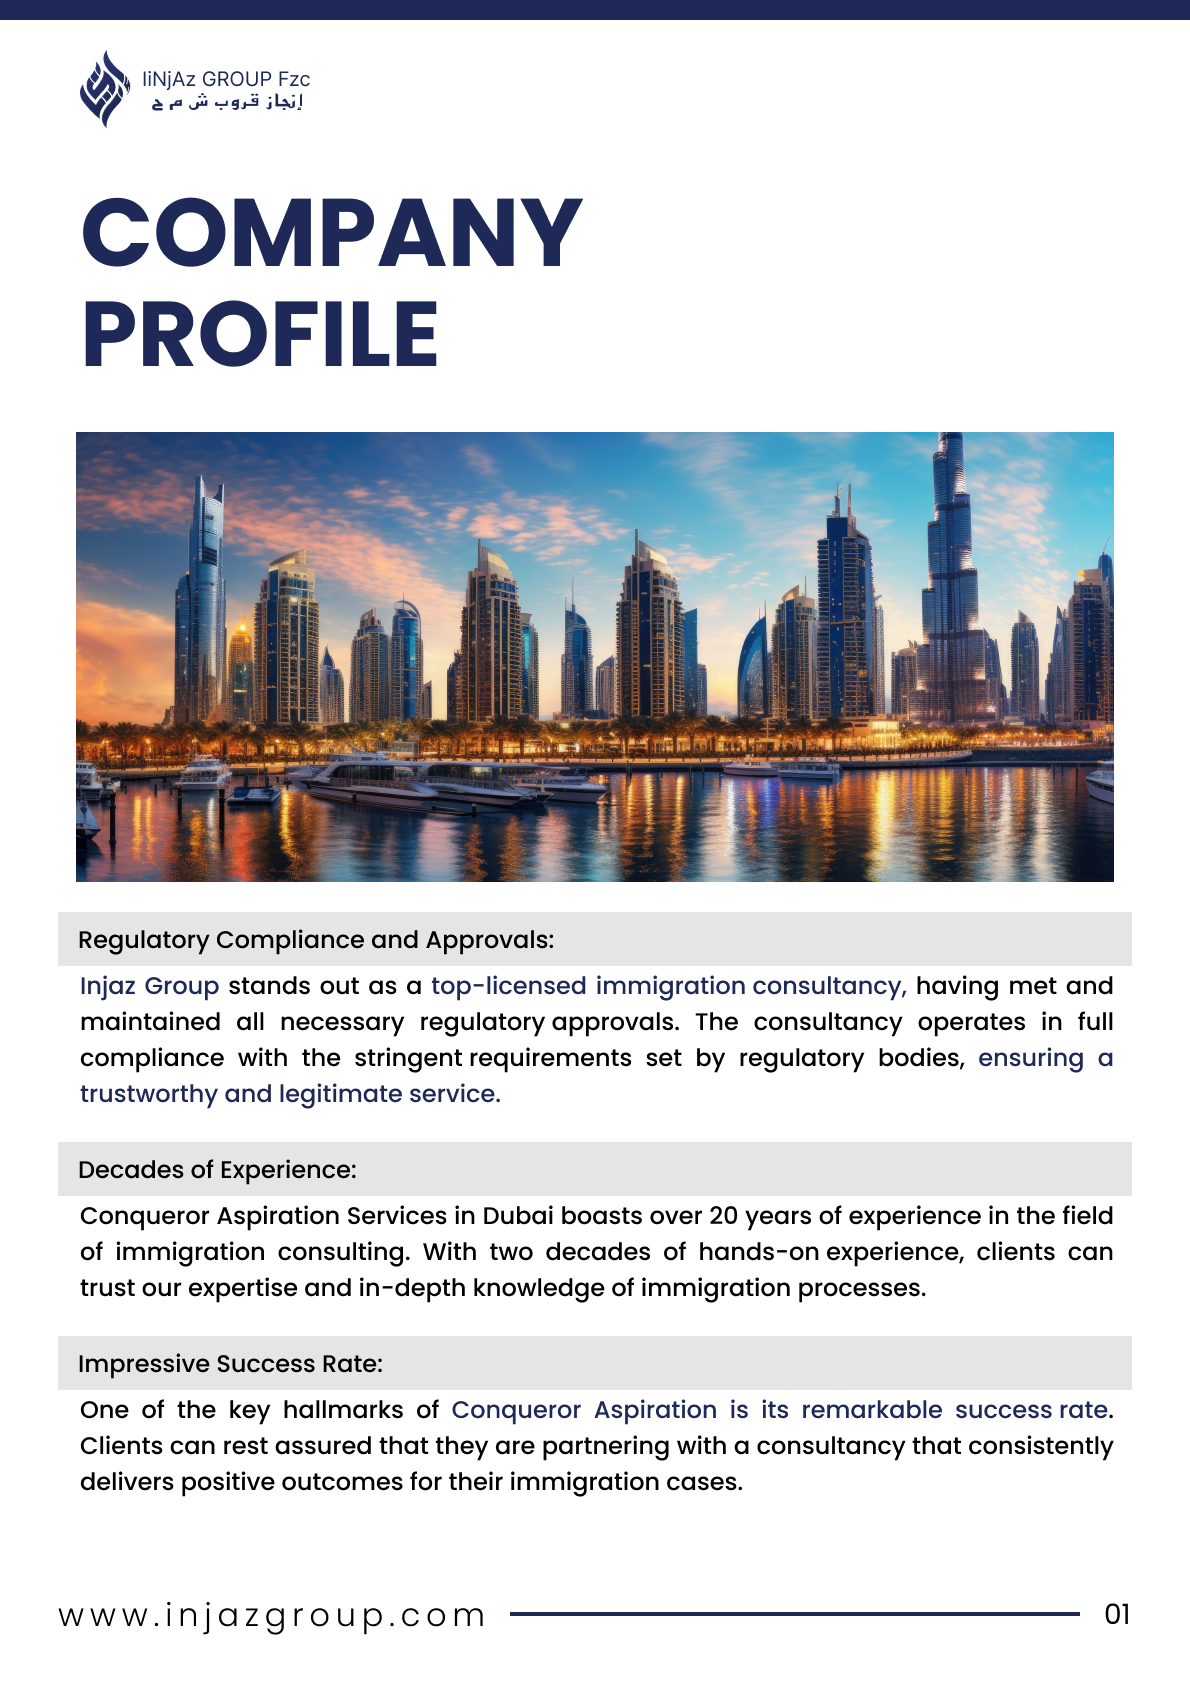 IiNjAz GROUP Fzc
إنجاز قروب ش م ح
COMPANY
PROFILE
Regulatory Compliance and Approvals:
Injaz Group stands out as a top-licensed immigration consultancy, having met and
maintained all necessary regulatory approvals. The consultancy operates in full
compliance with the stringent requirements set by regulatory bodies, ensuring a
trustworthy and legitimate service.
Decades of Experience:
Conqueror Aspiration Services in Dubai boasts over 20 years of experience in the field
of immigration consulting. With two decades of hands-on experience, clients can
trust our expertise and in-depth knowledge of immigration processes.
Impressive Success Rate:
One of the key hallmarks of Conqueror Aspiration is its remarkable success rate.
Clients can rest assured that they are partnering with a consultancy that consistently
delivers positive outcomes for their immigration cases.
www.injazgroup.com
01